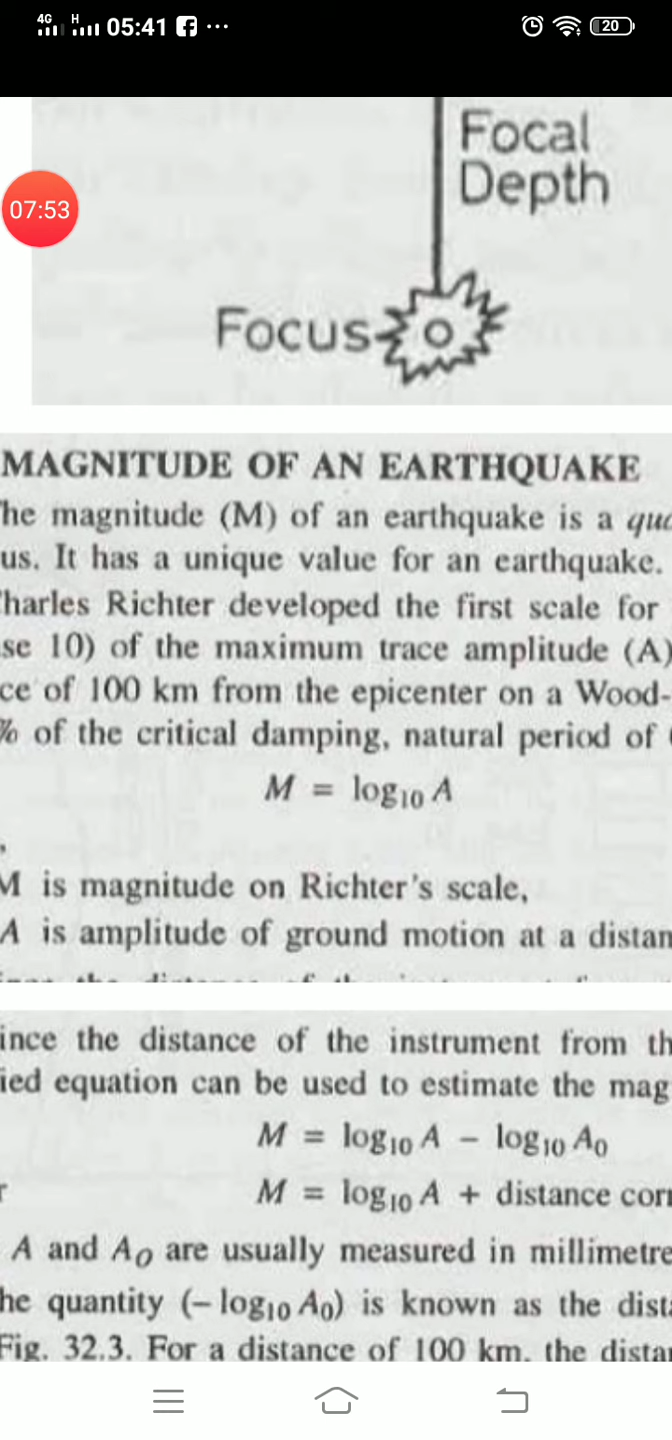 4G H 05:41 ... 20
Focal
Depth
07:53
Focus
MAGNITUDE OF AN EARTHQUAKE
he magnitude (M) of an earthquake is a qua
us. It has a unique value for an earthquake.
harles Richter developed the first scale for
se 10) of the maximum trace amplitude (A)
ce of 100 km from the epicenter on a Wood-
% of the critical damping, natural period of
M = log₁₀ A
,
M is magnitude on Richter's scale,
A is amplitude of ground motion at a distan
ince the distance of the instrument from th
ied equation can be used to estimate the mag
M = log₁₀ A − log₁₀ A₀
r M = log₁₀ A + distance corr
A and A₀ are usually measured in millimetre
he quantity (− log₁₀ A₀) is known as the dista
Fig. 32.3. For a distance of 100 km, the distan